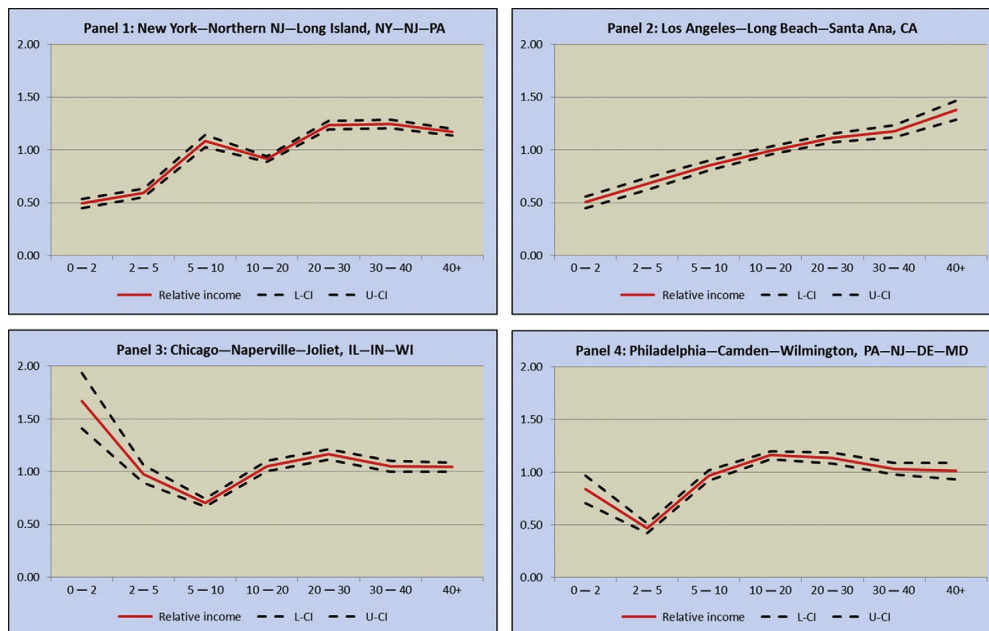 Panel 1: New York—Northern NJ—Long Island, NY—NJ—PA
2.00
1.50
1.00
0.50
0.00
0 — 2 2 — 5 5 — 10 10 — 20 20 — 30 30 — 40 40+
Relative income L-CI U-CI
Panel 2: Los Angeles—Long Beach—Santa Ana, CA
2.00
1.50
1.00
0.50
0.00
0 — 2 2 — 5 5 — 10 10 — 20 20 — 30 30 — 40 40+
Relative income L-CI U-CI
Panel 3: Chicago—Naperville—Joliet, IL—IN—WI
2.00
1.50
1.00
0.50
0.00
0 — 2 2 — 5 5 — 10 10 — 20 20 — 30 30 — 40 40+
Relative income L-CI U-CI
Panel 4: Philadelphia—Camden—Wilmington, PA—NJ—DE—MD
2.00
1.50
1.00
0.50
0.00
0 — 2 2 — 5 5 — 10 10 — 20 20 — 30 30 — 40 40+
Relative income L-CI U-CI